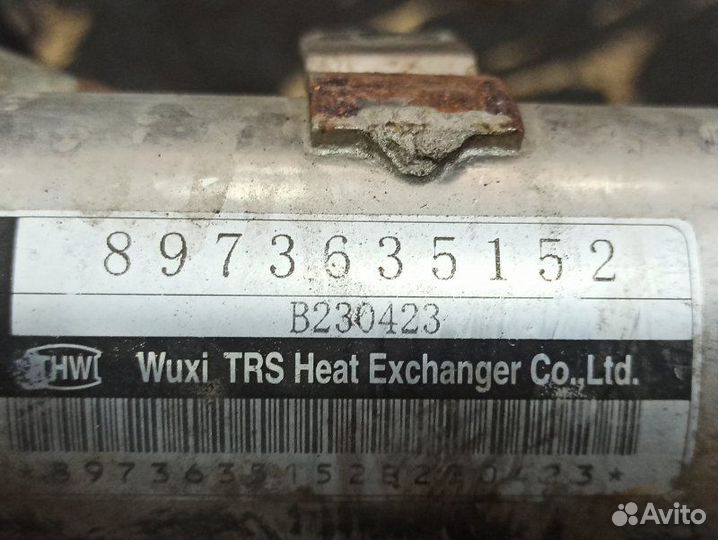 8973635152
B230423
THWI Wuxi TRS Heat Exchanger Co.,Ltd.
*8973635152B230423*
Avito